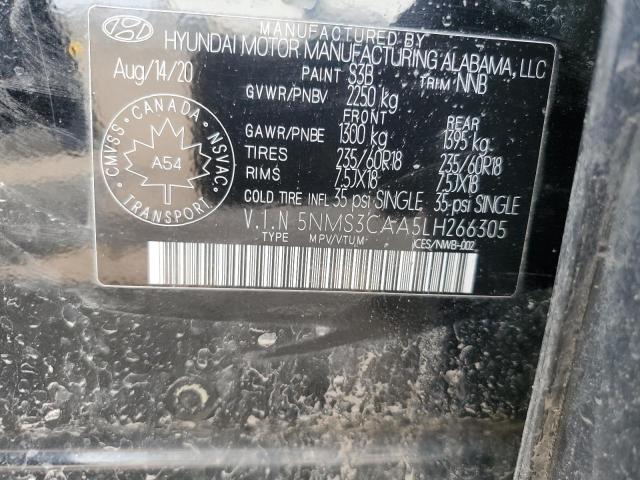 MANUFACTURED BY
HYUNDAI MOTOR MANUFACTURING ALABAMA, LLC
Aug/14/20
PAINT S3B TRIM NNB
GVWR/PNBV 2250 kg
FRONT REAR
GAWR/PNBE 1300 kg 1395 kg
TIRES 235/60R18 235/60R18
RIMS 7.5JX18 7.5JX18
COLD TIRE INFL 35 psi SINGLE 35 psi SINGLE
V.I.N 5NMS3CAA5LH266305
TYPE MPV/VTUM ICES/NMB-002
CANADA
CMVSS NSVAC
A54
TRANSPORT